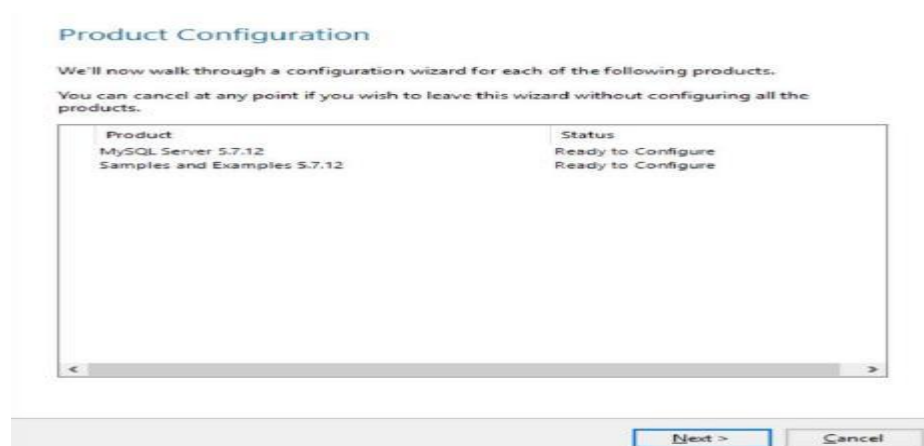 Product Configuration
We'll now walk through a configuration wizard for each of the following products.
You can cancel at any point if you wish to leave this wizard without configuring all the
products.
Product Status
MySQL Server 5.7.12 Ready to Configure
Samples and Examples 5.7.12 Ready to Configure
Next > Cancel